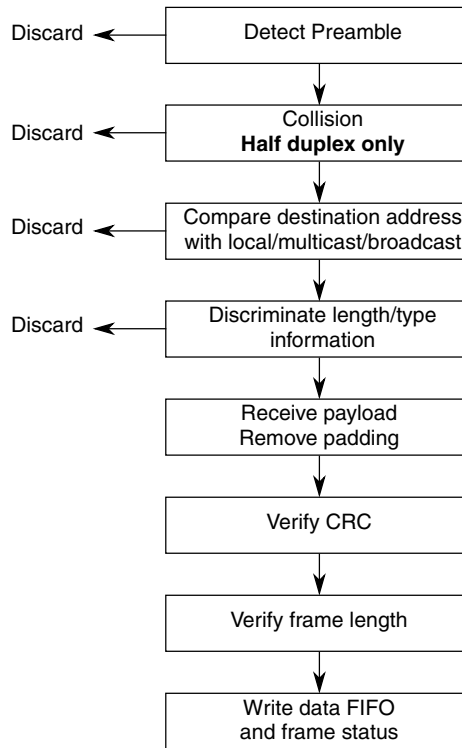 Discard
Detect Preamble
Discard
Collision
Half duplex only
Discard
Compare destination address
with local/multicast/broadcast
Discard
Discriminate length/type
information
Receive payload
Remove padding
Verify CRC
Verify frame length
Write data FIFO
and frame status